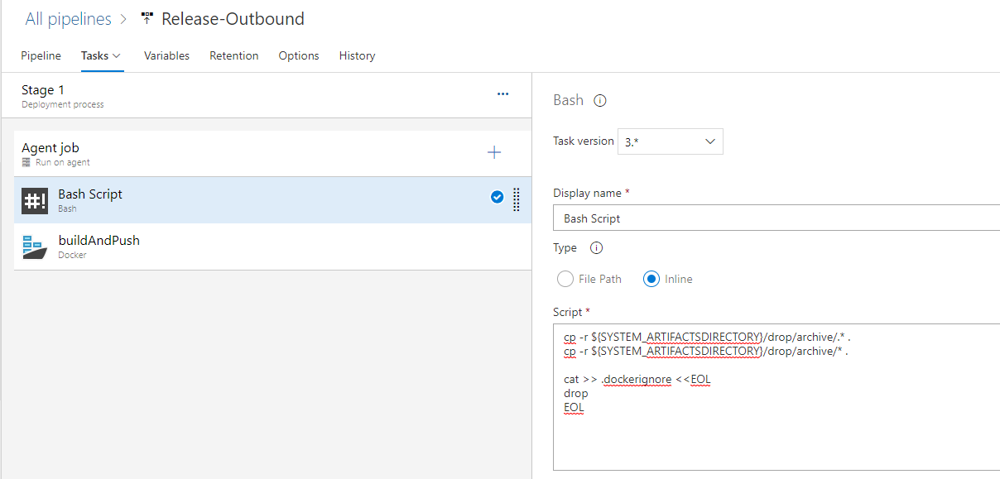 All pipelines > Release-Outbound
Pipeline Tasks Variables Retention Options History
Stage 1
Deployment process
...
Agent job
Run on agent
#! Bash Script
Bash
buildAndPush
Docker
Bash i
Task version 3.*
Display name *
Bash Script
Type i
File Path Inline
Script *
cp -r ${SYSTEM_ARTIFACTSDIRECTORY}/drop/archive/.* .
cp -r ${SYSTEM_ARTIFACTSDIRECTORY}/drop/archive/* .
cat >> .dockerignore <<EOL
drop
EOL